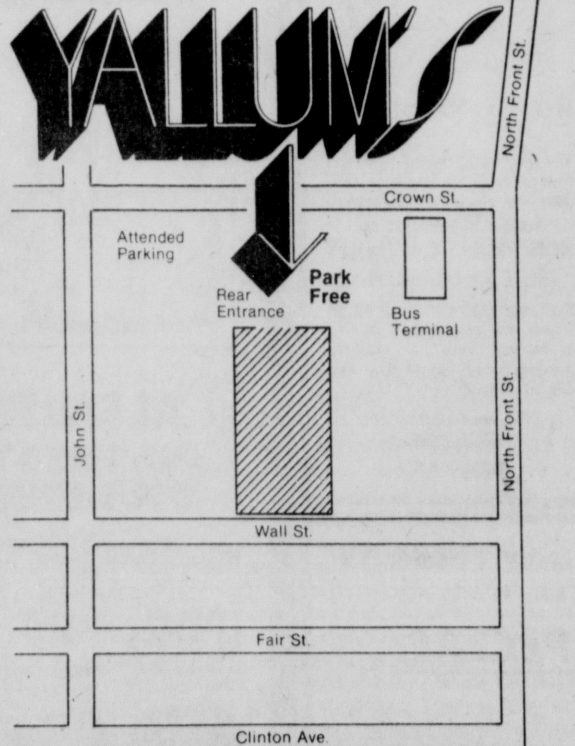 YALLUM'S
North Front St.
Crown St.
Attended
Parking
Park
Free
Rear
Entrance
Bus
Terminal
John St.
North Front St.
Wall St.
Fair St.
Clinton Ave.